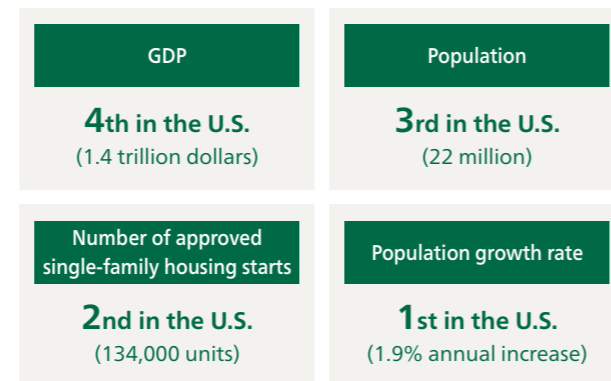 GDP
4th in the U.S.
(1.4 trillion dollars)
Population
3rd in the U.S.
(22 million)
Number of approved
single-family housing starts
2nd in the U.S.
(134,000 units)
Population growth rate
1st in the U.S.
(1.9% annual increase)